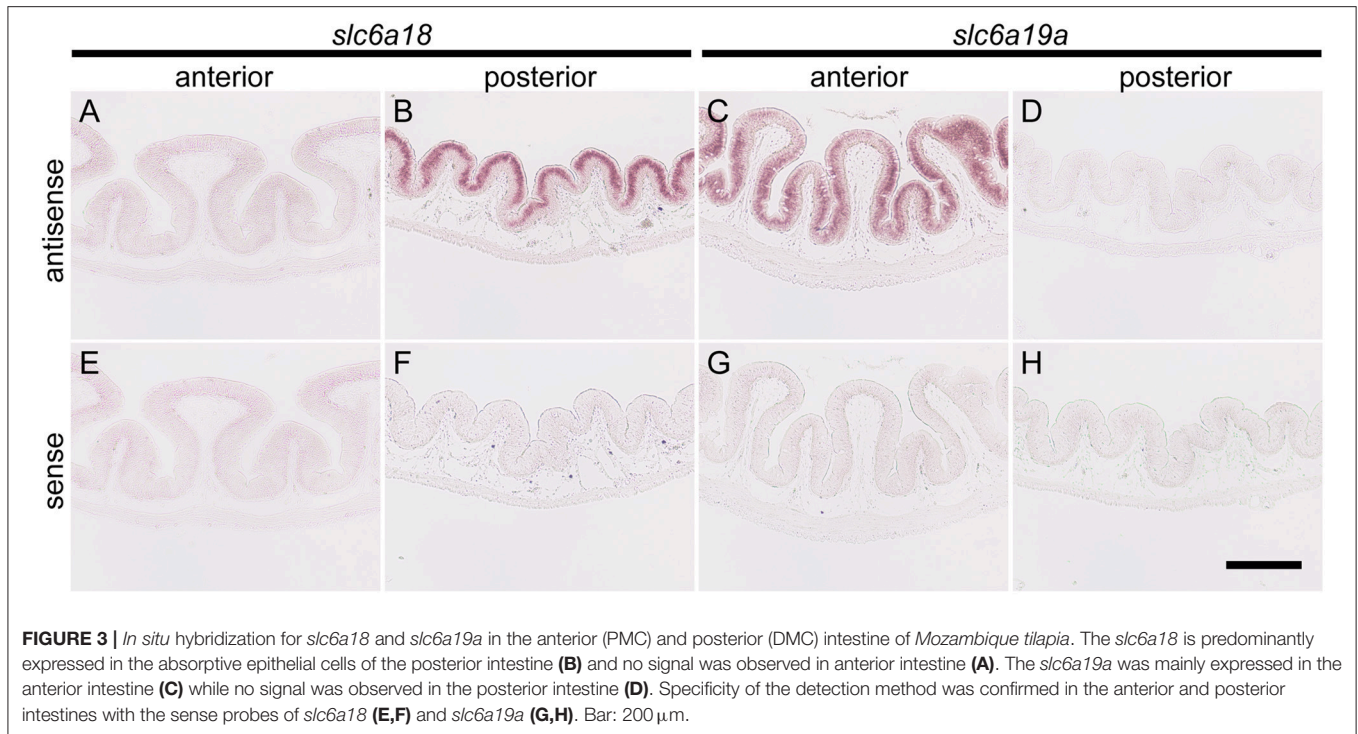 slc6a18 slc6a19a
anterior posterior anterior posterior
antisense
A B C D
sense
E F G H
FIGURE 3 | In situ hybridization for slc6a18 and slc6a19a in the anterior (PMC) and posterior (DMC) intestine of Mozambique tilapia. The slc6a18 is predominantly
expressed in the absorptive epithelial cells of the posterior intestine (B) and no signal was observed in anterior intestine (A). The slc6a19a was mainly expressed in the
anterior intestine (C) while no signal was observed in the posterior intestine (D). Specificity of the detection method was confirmed in the anterior and posterior
intestines with the sense probes of slc6a18 (E,F) and slc6a19a (G,H). Bar: 200 μm.